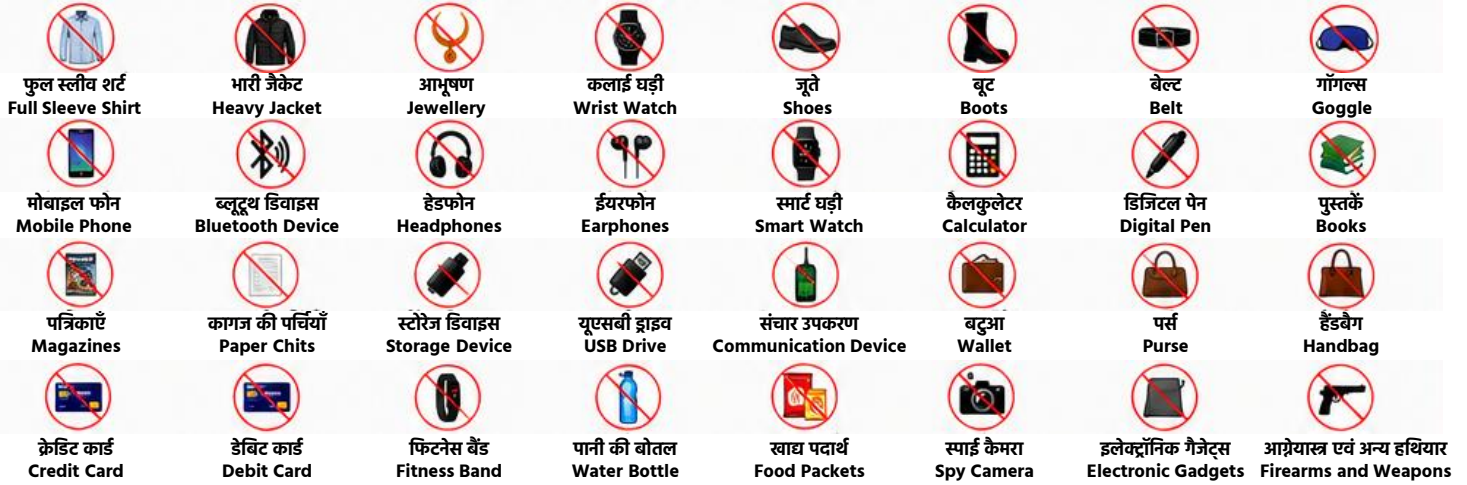 फुल स्लीव शर्ट भारी जैकेट आभूषण कलाई घड़ी जूते बूट बेल्ट गॉगल्स
Full Sleeve Shirt Heavy Jacket Jewellery Wrist Watch Shoes Boots Belt Goggle
मोबाइल फोन ब्लूटूथ डिवाइस हेडफोन ईयरफोन स्मार्ट घड़ी कैलकुलेटर डिजिटल पेन पुस्तकें
Mobile Phone Bluetooth Device Headphones Earphones Smart Watch Calculator Digital Pen Books
पत्रिकाएँ कागज की पर्चियाँ स्टोरेज डिवाइस यूएसबी ड्राइव संचार उपकरण बटुआ पर्स हैंडबैग
Magazines Paper Chits Storage Device USB Drive Communication Device Wallet Purse Handbag
क्रेडिट कार्ड डेबिट कार्ड फिटनेस बैंड पानी की बोतल खाद्य पदार्थ स्पाई कैमरा इलेक्ट्रॉनिक गैजेट्स आग्नेयास्त्र एवं अन्य हथियार
Credit Card Debit Card Fitness Band Water Bottle Food Packets Spy Camera Electronic Gadgets Firearms and Weapons